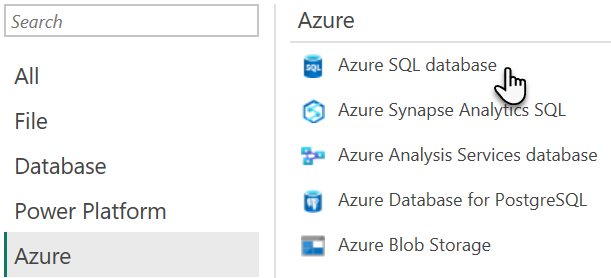 Search
All
File
Database
Power Platform
Azure
Azure
Azure SQL database
Azure Synapse Analytics SQL
Azure Analysis Services database
Azure Database for PostgreSQL
Azure Blob Storage
SQL